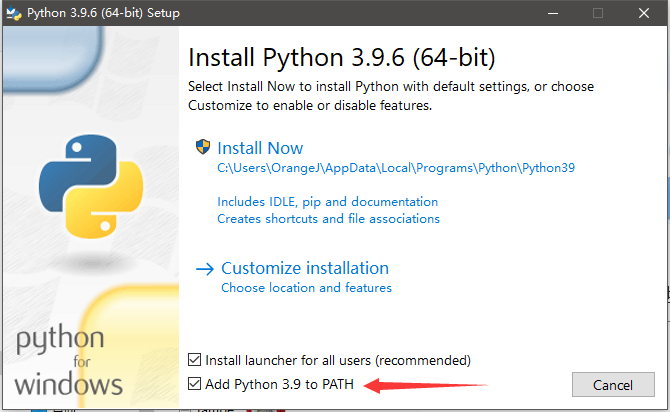 Python 3.9.6 (64-bit) Setup
Install Python 3.9.6 (64-bit)
Select Install Now to install Python with default settings, or choose
Customize to enable or disable features.
Install Now
C:\Users\OrangeJ\AppData\Local\Programs\Python\Python39
Includes IDLE, pip and documentation
Creates shortcuts and file associations
Customize installation
Choose location and features
python
for
windows
Install launcher for all users (recommended)
Add Python 3.9 to PATH
Cancel